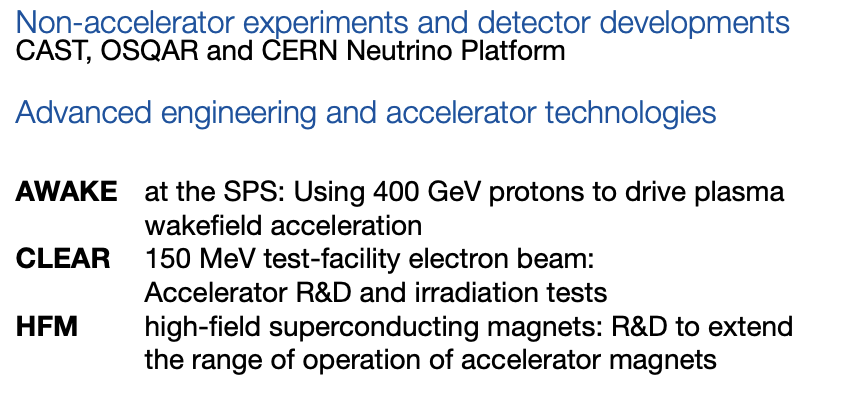 Non-accelerator experiments and detector developments
CAST, OSQAR and CERN Neutrino Platform
Advanced engineering and accelerator technologies
AWAKE at the SPS: Using 400 GeV protons to drive plasma
wakefield acceleration
CLEAR 150 MeV test-facility electron beam:
Accelerator R&D and irradiation tests
HFM high-field superconducting magnets: R&D to extend
the range of operation of accelerator magnets